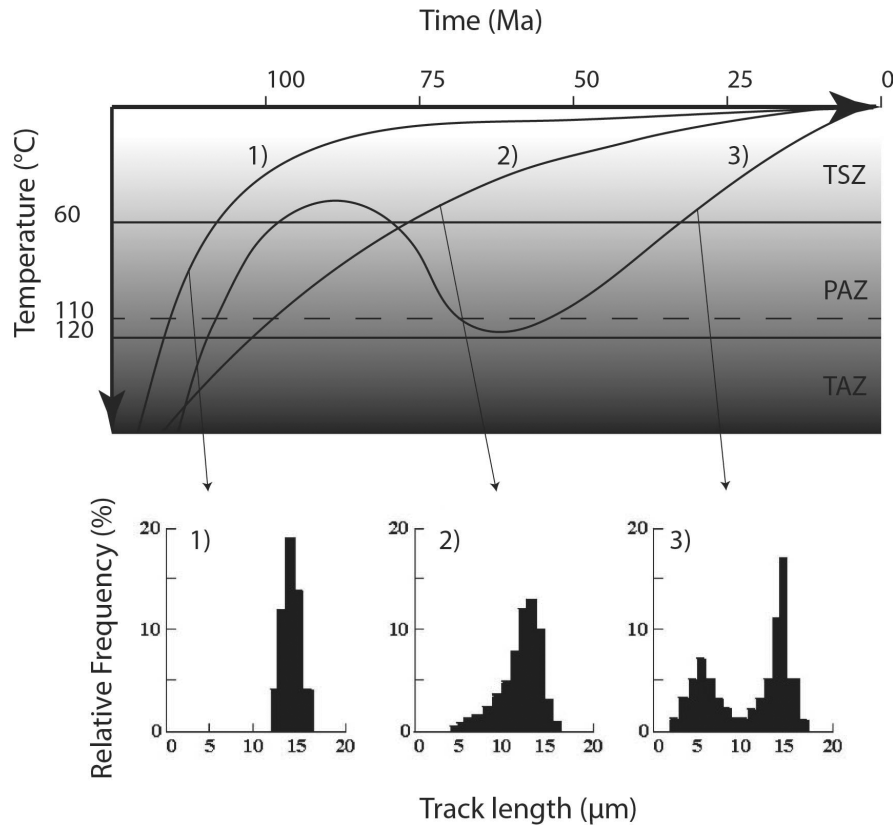 Time (Ma)
100 75 50 25 0
Temperature (°C)
1) 2) 3)
TSZ
60
PAZ
110
120
TAZ
Relative Frequency (%)
20 1) 20 2) 20 3)
10 10 10
0 0 0
0 5 10 15 20 0 5 10 15 20 0 5 10 15 20
Track length (μm)